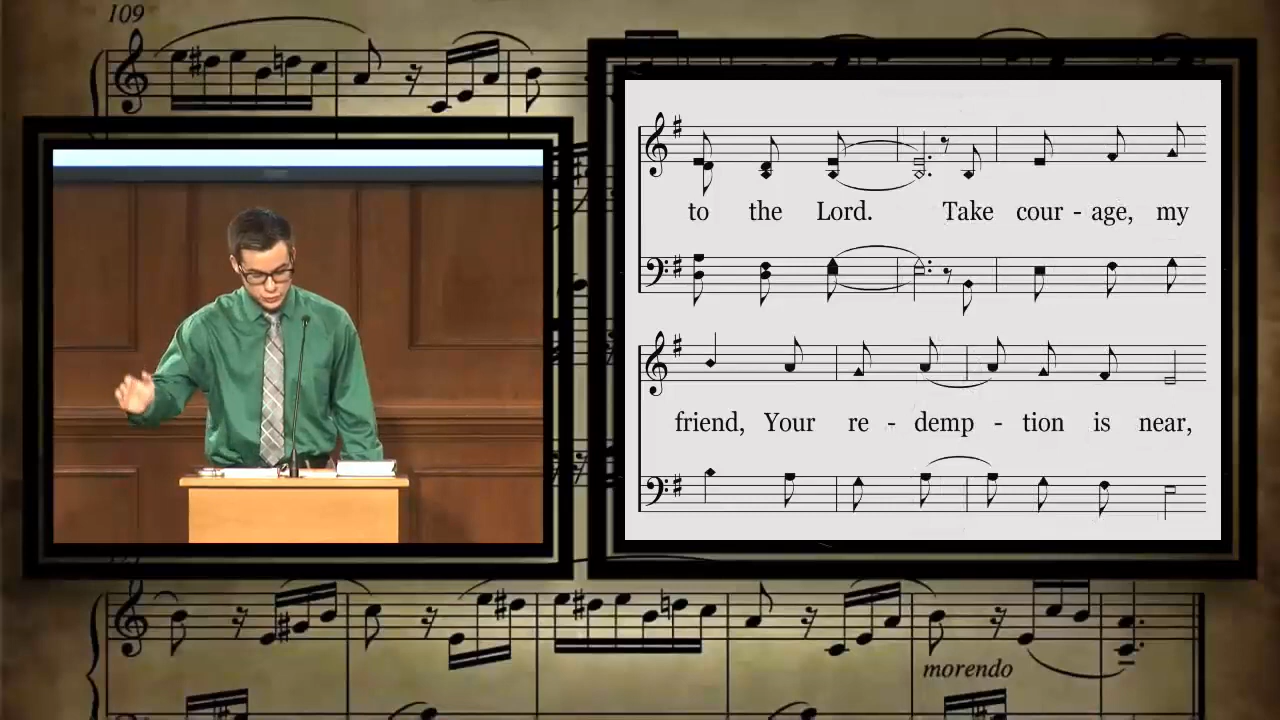 109
to the Lord. Take cour - age, my
friend, Your re - demp - tion is near,
morendo